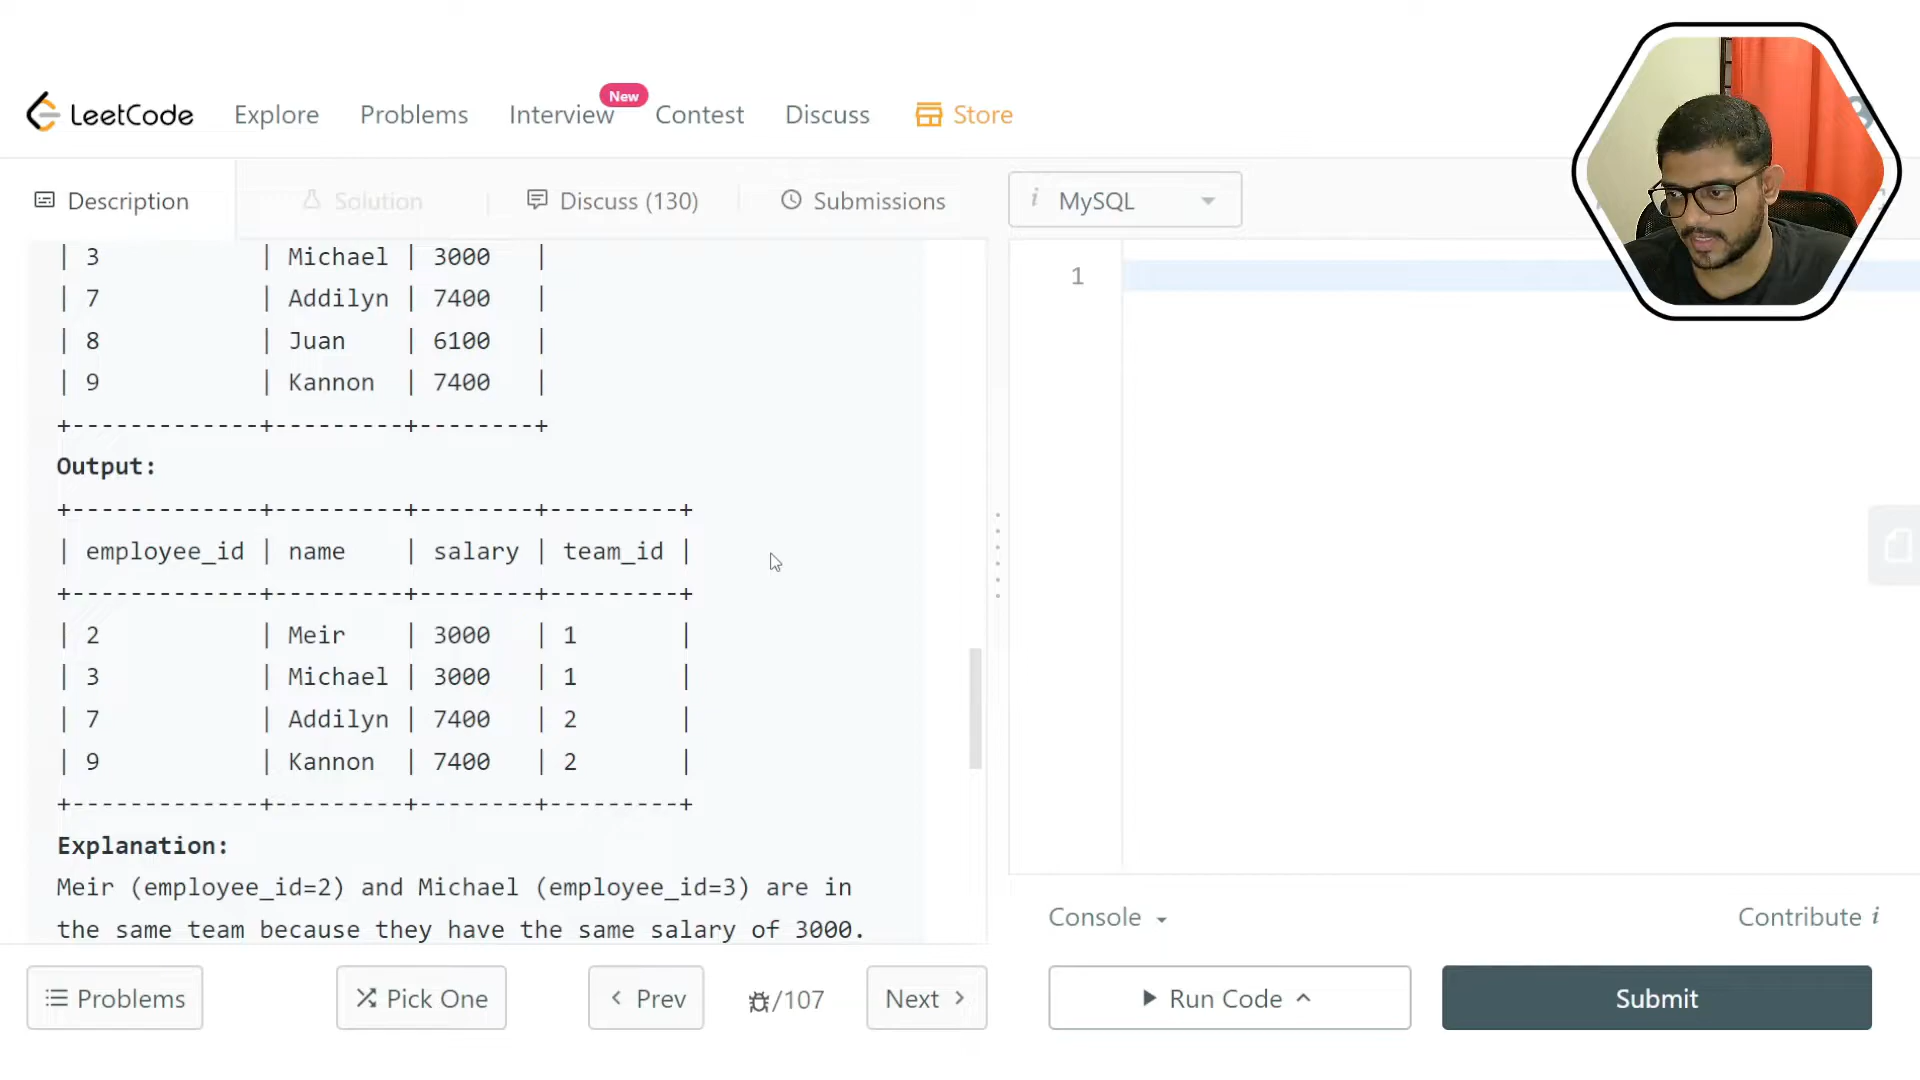 LeetCode Explore Problems Interview New Contest Discuss Store
Description Solution Discuss (130) Submissions i MySQL
| 3 | Michael | 3000 |
| 7 | Addilyn | 7400 |
| 8 | Juan | 6100 |
| 9 | Kannon | 7400 |
+-------------+---------+--------+
Output:
+-------------+---------+--------+---------+
| employee_id | name | salary | team_id |
+-------------+---------+--------+---------+
| 2 | Meir | 3000 | 1 |
| 3 | Michael | 3000 | 1 |
| 7 | Addilyn | 7400 | 2 |
| 9 | Kannon | 7400 | 2 |
+-------------+---------+--------+---------+
Explanation:
Meir (employee_id=2) and Michael (employee_id=3) are in
the same team because they have the same salary of 3000.
1
Console Contribute i
Problems Pick One Prev /107 Next Run Code Submit